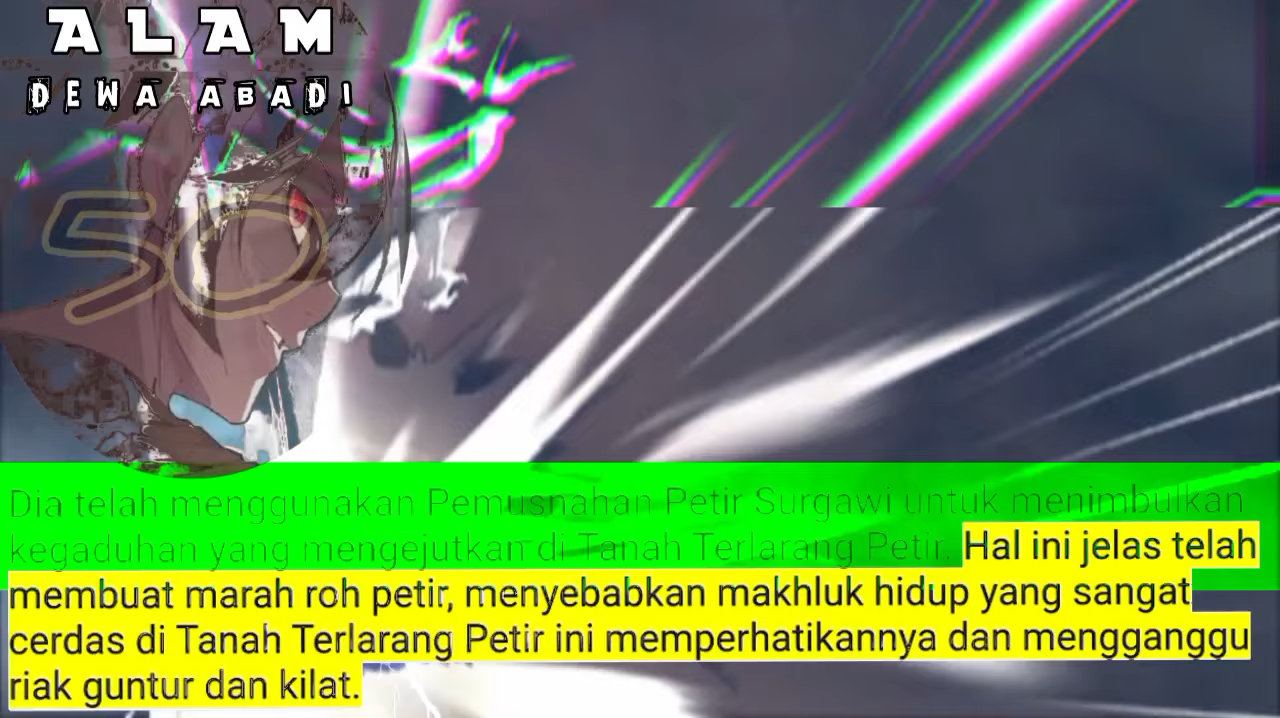 ALAM
DEWA ABADI
50
Dia telah menggunakan Pemusnahan Petir Surgawi untuk menimbulkan
kegaduhan yang mengejutkan di Tanah Terlarang Petir. Hal ini jelas telah
membuat marah roh petir, menyebabkan makhluk hidup yang sangat
cerdas di Tanah Terlarang Petir ini memperhatikannya dan mengganggu
riak guntur dan kilat.